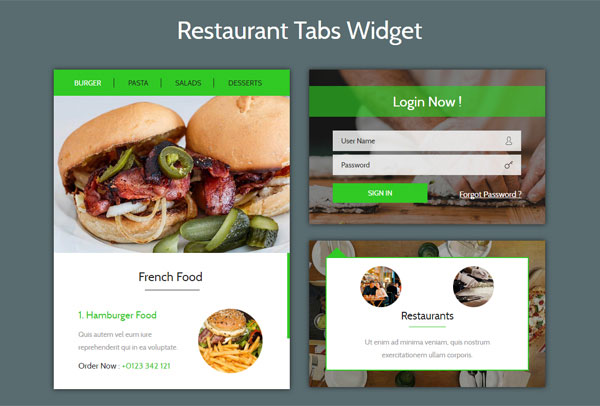 Restaurant Tabs Widget
BURGER
PASTA
SALADS
DESSERTS
French Food
1. Hamburger Food
Quis autem vel eum iure
reprehenderit qui in ea voluptate.
Order Now : +0123 342 121
Login Now !
User Name
Password
SIGN IN
Forgot Password ?
Restaurants
Ut enim ad minima veniam, quis nostrum
exercitationem ullam corporis.